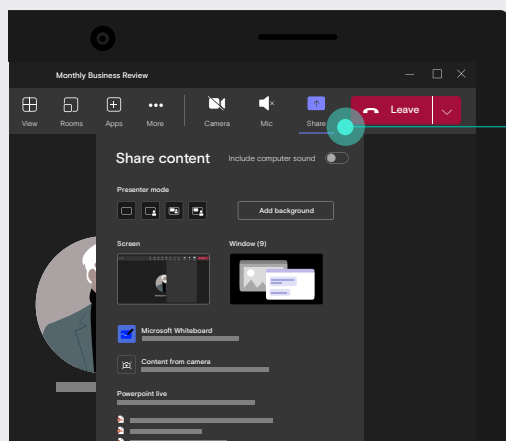 Monthly Business Review
View Rooms Apps More Camera Mic Share Leave
Share content Include computer sound
Presenter mode
Add background
Screen Window (9)
Microsoft Whiteboard
Content from camera
Powerpoint live